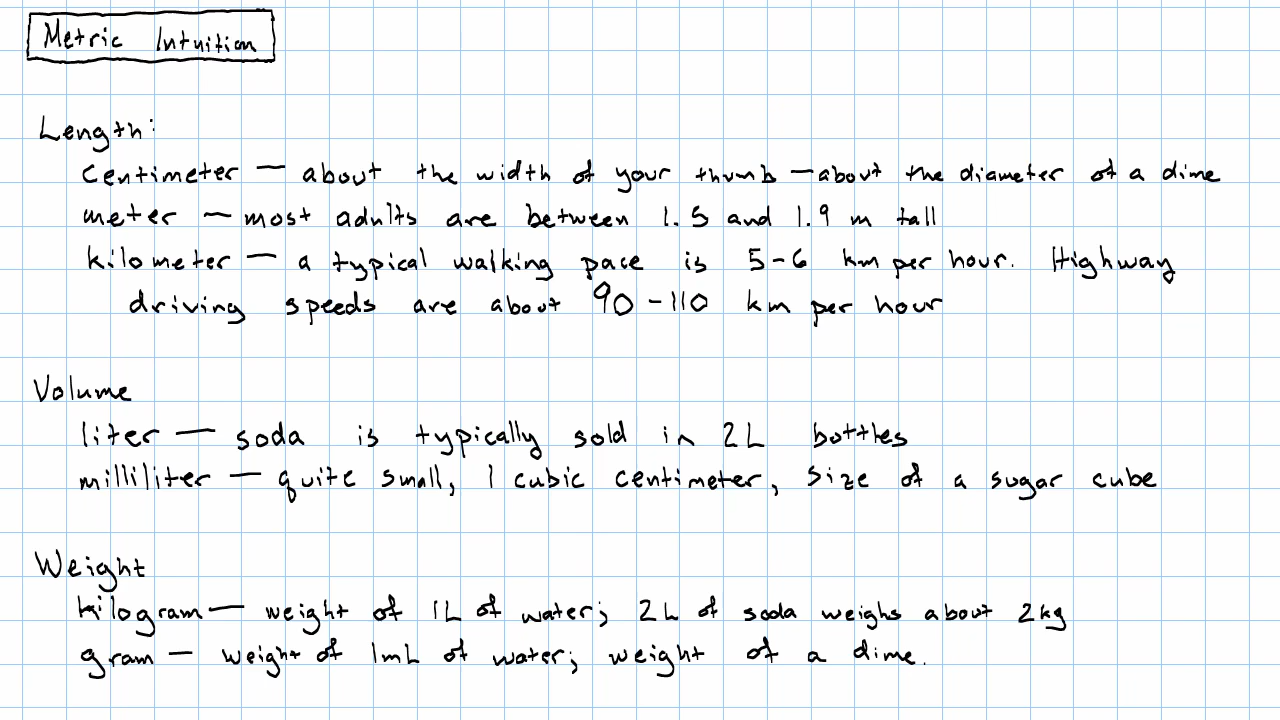 Metric Intuition
Length:
centimeter — about the width of your thumb — about the diameter of a dime
meter — most adults are between 1.5 and 1.9 m tall
kilometer — a typical walking pace is 5-6 km per hour. Highway
driving speeds are about 90-110 km per hour
Volume
liter — soda is typically sold in 2L bottles
milliliter — quite small, 1 cubic centimeter, size of a sugar cube
Weight
kilogram — weight of 1L of water; 2L of soda weighs about 2kg
gram — weight of 1mL of water; weight of a dime.